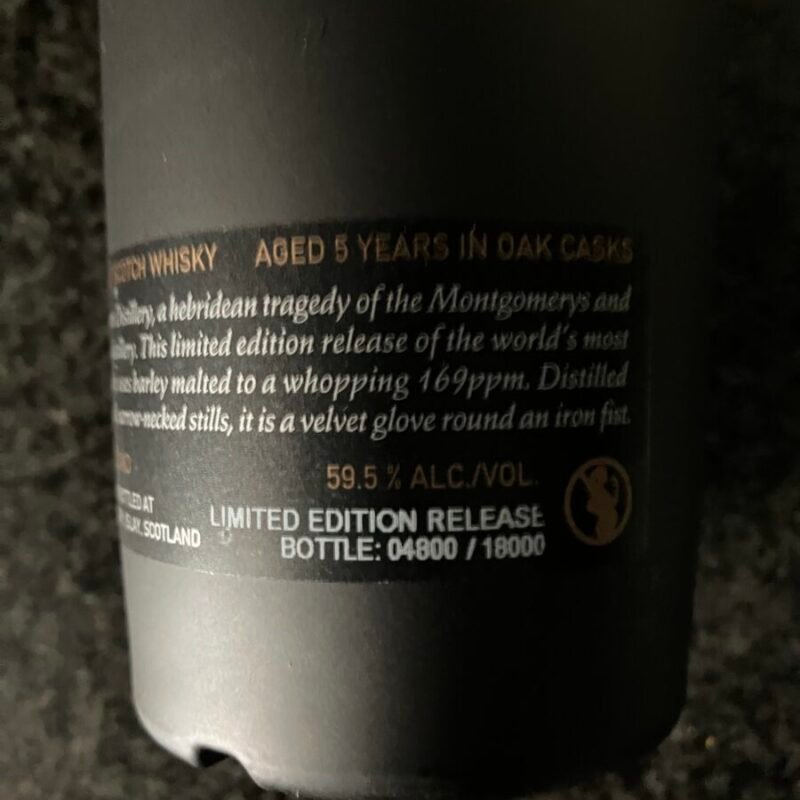 SCOTCH WHISKY AGED 5 YEARS IN OAK CASKS
Distillery, a hebridean tragedy of the Montgomerys and
This limited edition release of the world's most
barley malted to a whopping 169ppm. Distilled
narrow-necked stills, it is a velvet glove round an iron fist.
59.5 % ALC./VOL.
AT
ISLAY, SCOTLAND
LIMITED EDITION RELEASE
BOTTLE: 04800 / 18000